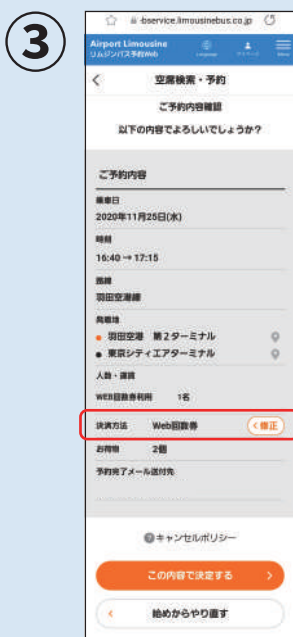 ③
bservice.limousinebus.co.jp
Airport Limousine
リムジンバス予約Web
空席検索・予約
ご予約内容確認
以下の内容でよろしいでしょうか？
ご予約内容
乗車日
2020年11月25日(水)
時刻
16:40 → 17:15
路線
羽田空港線
発着地
羽田空港 第2ターミナル
東京シティエアターミナル
人数・運賃
WEB回数券利用 1名
決済方法 Web回数券 修正
お荷物 2個
予約完了メール送付先
キャンセルポリシー
この内容で決定する
始めからやり直す